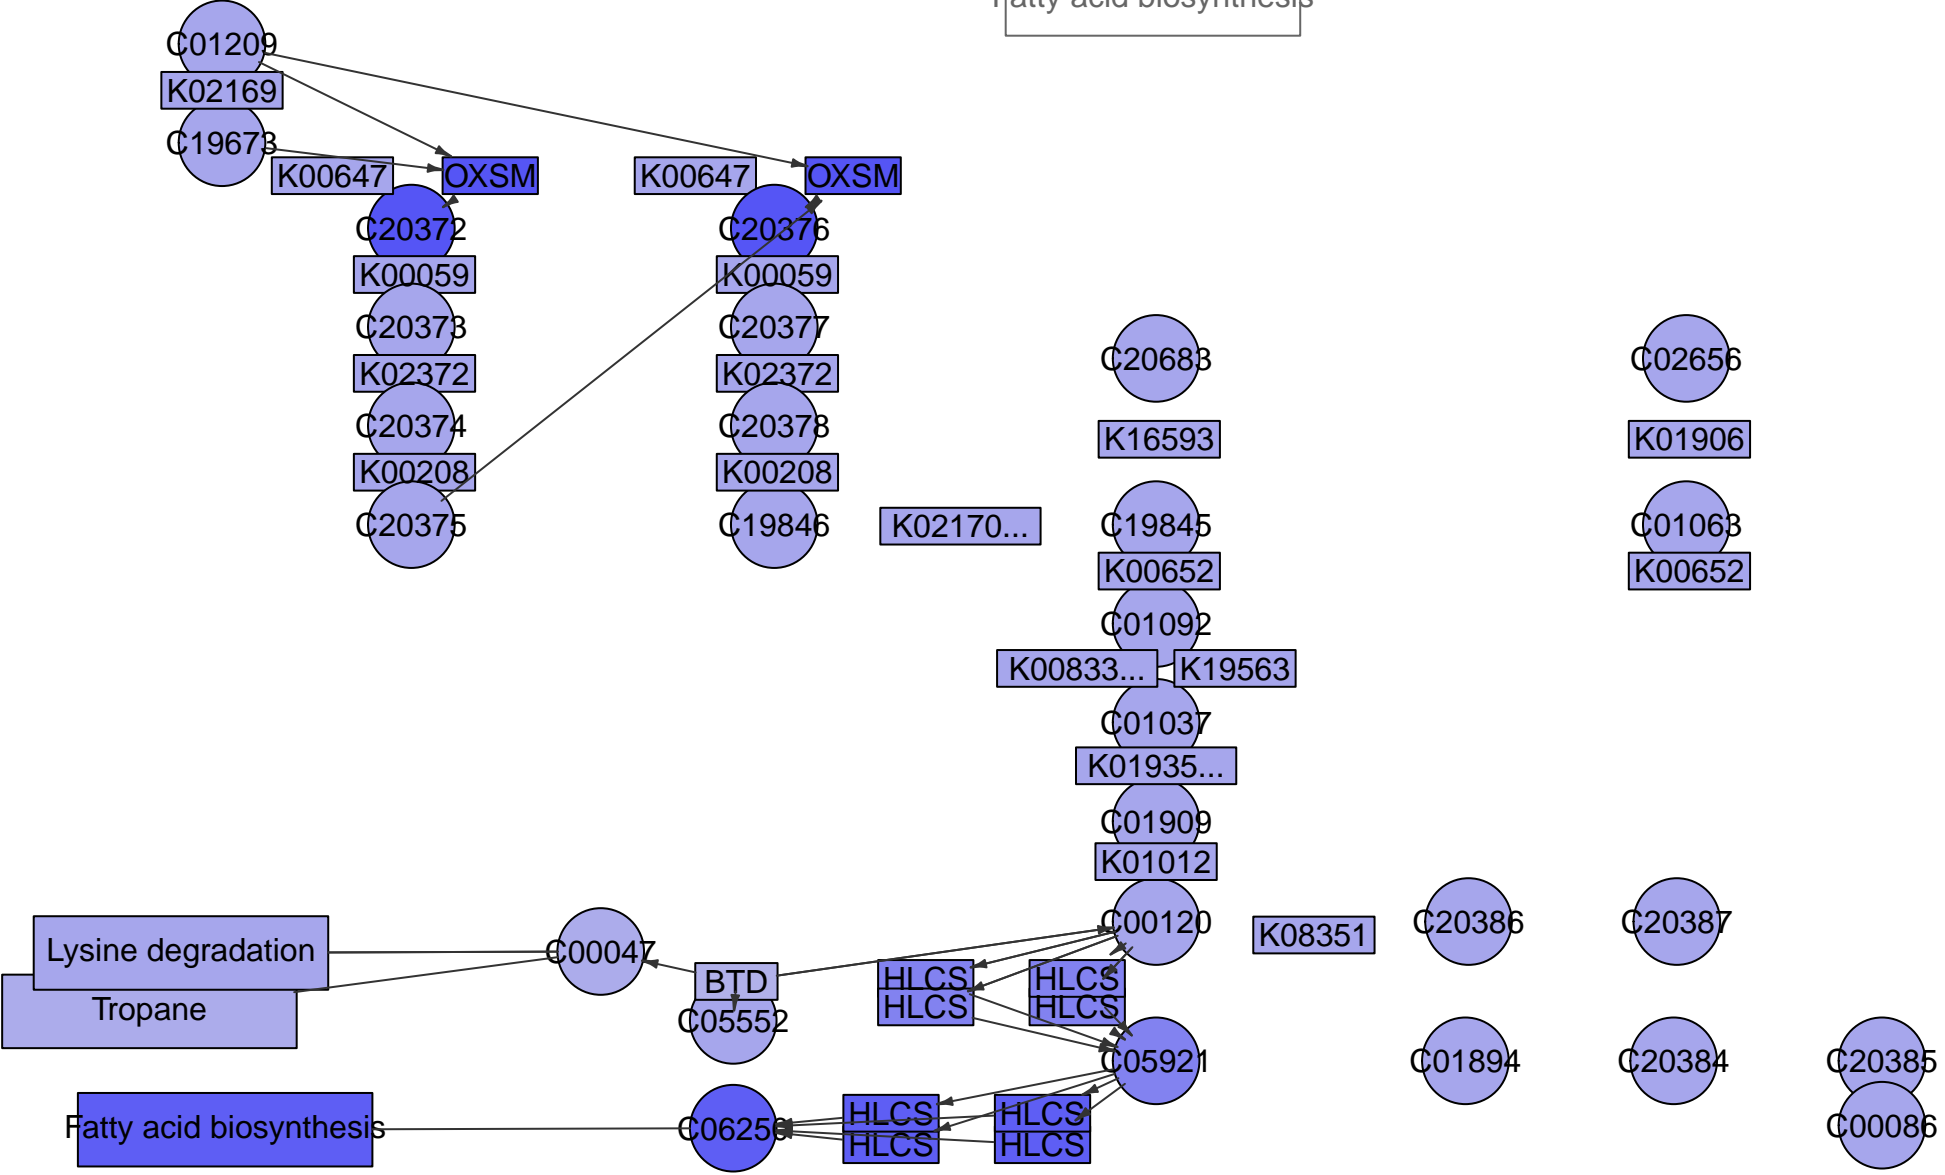 Fatty acid biosynthesis
C01209
K02169
C19673
K00647
OXSM
K00647
OXSM
C20372
C20376
K00059
K00059
C20373
C20377
C20683
C02656
K02372
K02372
C20374
C20378
K16593
K01906
K00208
K00208
C20375
C19846
K02170...
C19845
C01063
K00652
K00652
C01092
K00833...
K19563
C01037
K01935...
C01909
K01012
C00120
K08351
C20386
C20387
Lysine degradation
C00047
BTD
HLCS
HLCS
Tropane
HLCS
HLCS
C05552
C05921
C01894
C20384
C20385
Fatty acid biosynthesis
C06250
HLCS
HLCS
C00086
HLCS
HLCS